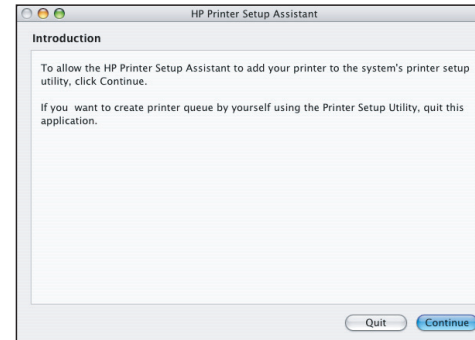 HP Printer Setup Assistant
Introduction
To allow the HP Printer Setup Assistant to add your printer to the system's printer setup
utility, click Continue.
If you want to create printer queue by yourself using the Printer Setup Utility, quit this
application.
Quit
Continue